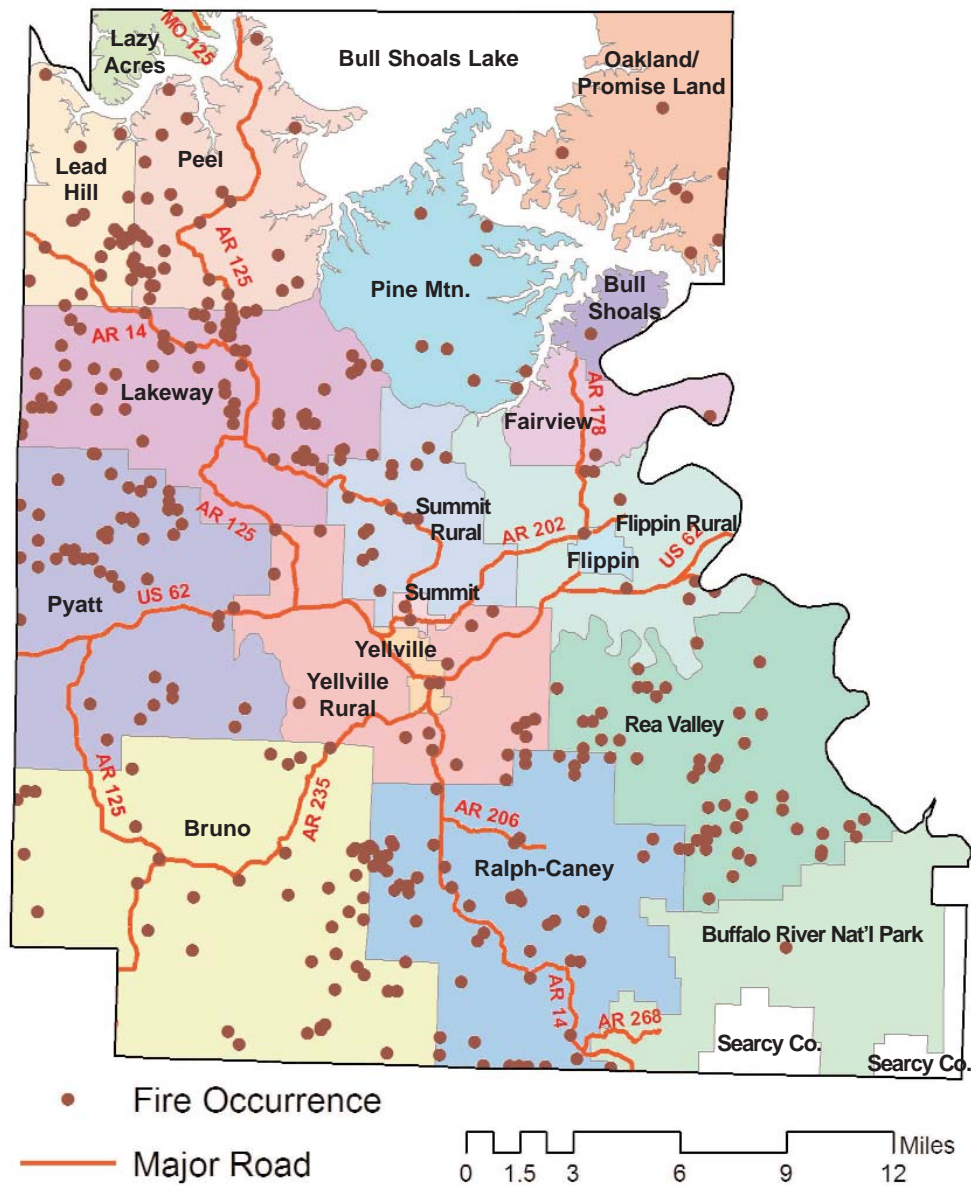 MO 125
Lazy
Acres
Bull Shoals Lake
Oakland/
Promise Land
Lead
Hill
Peel
AR 125
Pine Mtn.
Bull
Shoals
AR 14
Lakeway
AR 178
Fairview
AR 125
Summit
Rural
AR 202
Flippin Rural
US 62
Flippin
Pyatt
US 62
Summit
Yellville
Yellville
Rural
Rea Valley
AR 125
AR 235
Bruno
AR 206
Ralph-Caney
Buffalo River Nat'l Park
AR 14
AR 268
Searcy Co.
Searcy Co.
Fire Occurrence
Major Road
Miles
0 1.5 3 6 9 12